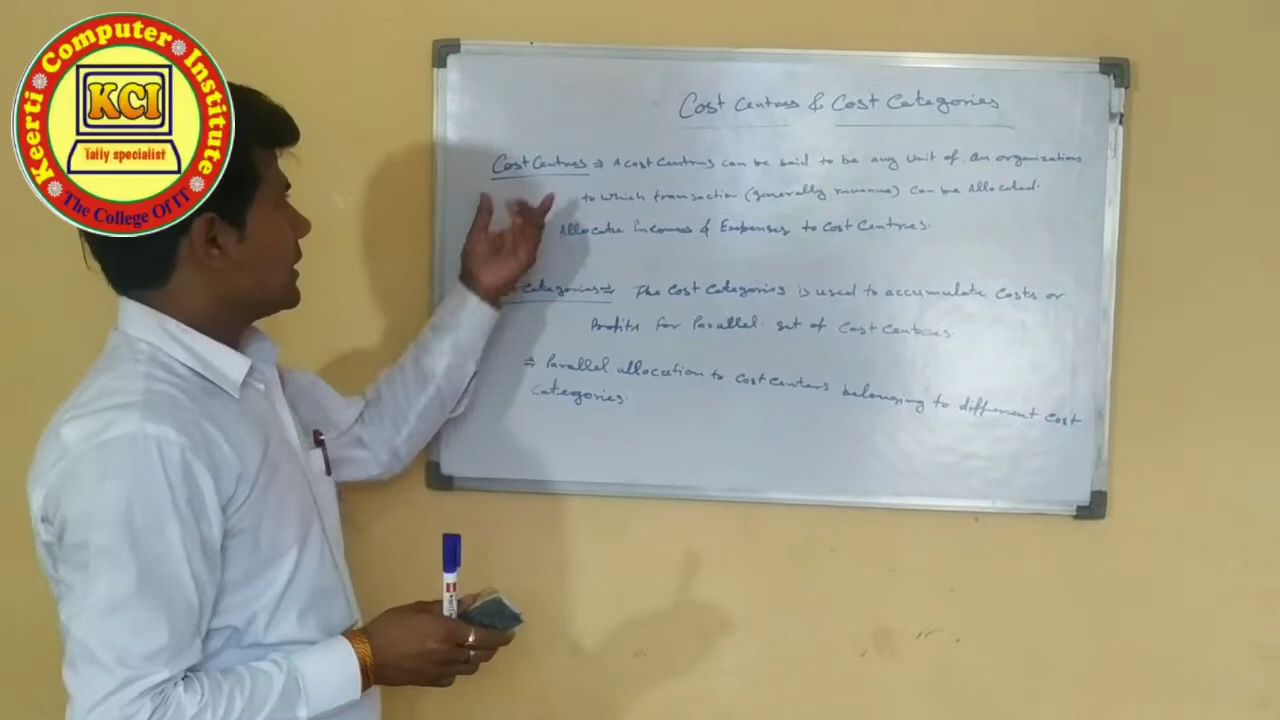 Keerti Computer Institute
KCI
Tally specialist
The College Of IT
Cost Centres & Cost Categories
Cost Centres ⇒ A cost Centres can be said to be any unit of an organization
to which transaction (generally revenue) can be Allocated.
Allocate Incomes & Expenses to cost Centres.
Categories ⇒ The Cost Categories is used to accumulate costs or
Profits for Parallel set of Cost Centres
⇒ Parallel allocation to cost centers belonging to different cost
categories.